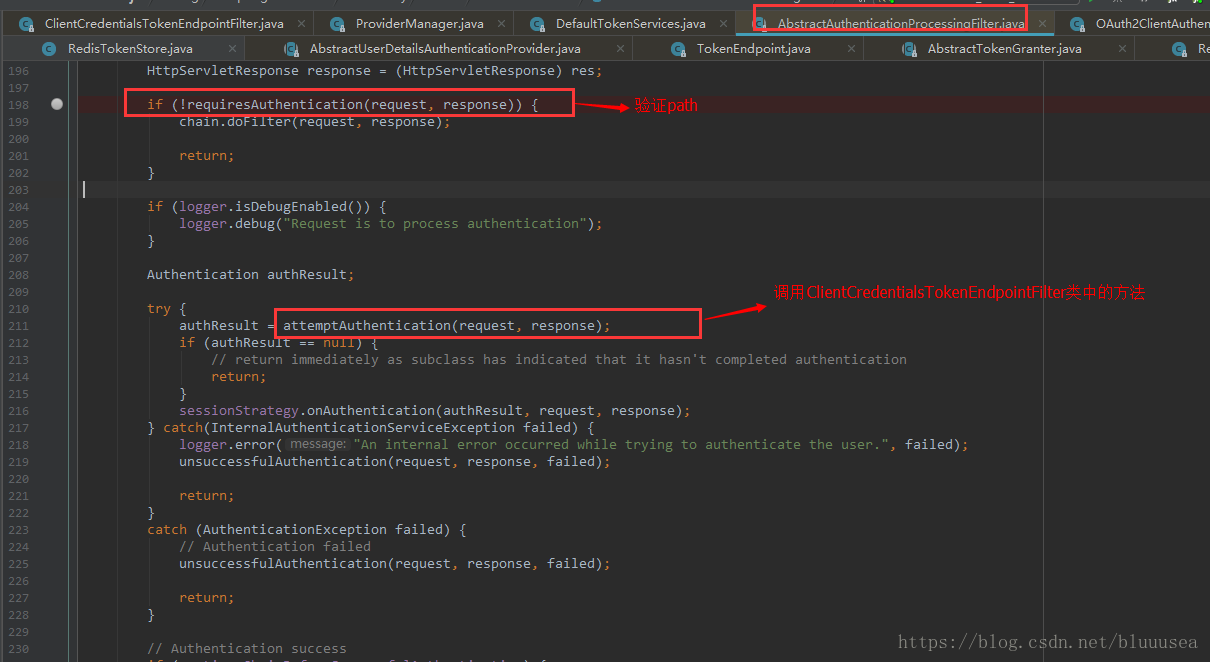 ClientCredentialsTokenEndpointFilter.java
ProviderManager.java
DefaultTokenServices.java
AbstractAuthenticationProcessingFilter.java
OAuth2ClientAuthen
RedisTokenStore.java
AbstractUserDetailsAuthenticationProvider.java
TokenEndpoint.java
AbstractTokenGranter.java
Re
196 HttpServletResponse response = (HttpServletResponse) res;
197
198 if (!requiresAuthentication(request, response)) { 验证path
199 chain.doFilter(request, response);
200
201 return;
202 }
203
204 if (logger.isDebugEnabled()) {
205 logger.debug("Request is to process authentication");
206 }
207
208 Authentication authResult;
209 调用ClientCredentialsTokenEndpointFilter类中的方法
210 try {
211 authResult = attemptAuthentication(request, response);
212 if (authResult == null) {
213 // return immediately as subclass has indicated that it hasn't completed authentication
214 return;
215 }
216 sessionStrategy.onAuthentication(authResult, request, response);
217 } catch(InternalAuthenticationServiceException failed) {
218 logger.error( message: "An internal error occurred while trying to authenticate the user.", failed);
219 unsuccessfulAuthentication(request, response, failed);
220
221 return;
222 }
223 catch (AuthenticationException failed) {
224 // Authentication failed
225 unsuccessfulAuthentication(request, response, failed);
226
227 return;
228 }
229
230 // Authentication success
https://blog.csdn.net/bluuusea